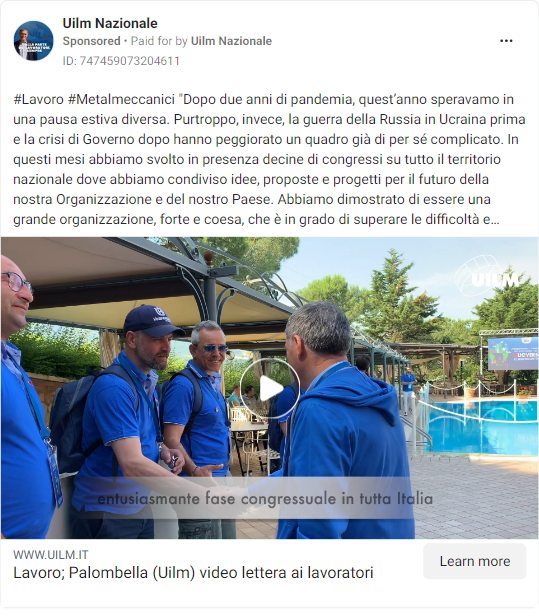 Uilm Nazionale
Sponsored • Paid for by Uilm Nazionale
ID: 747459073204611
#Lavoro #Metalmeccanici "Dopo due anni di pandemia, quest'anno speravamo in
una pausa estiva diversa. Purtroppo, invece, la guerra della Russia in Ucraina prima
e la crisi di Governo dopo hanno peggiorato un quadro già di per sé complicato. In
questi mesi abbiamo svolto in presenza decine di congressi su tutto il territorio
nazionale dove abbiamo condiviso idee, proposte e progetti per il futuro della
nostra Organizzazione e del nostro Paese. Abbiamo dimostrato di essere una
grande organizzazione, forte e coesa, che è in grado di superare le difficoltà e...
UILM
entusiasmante fase congressuale in tutta Italia
WWW.UILM.IT
Lavoro; Palombella (Uilm) video lettera ai lavoratori
Learn more